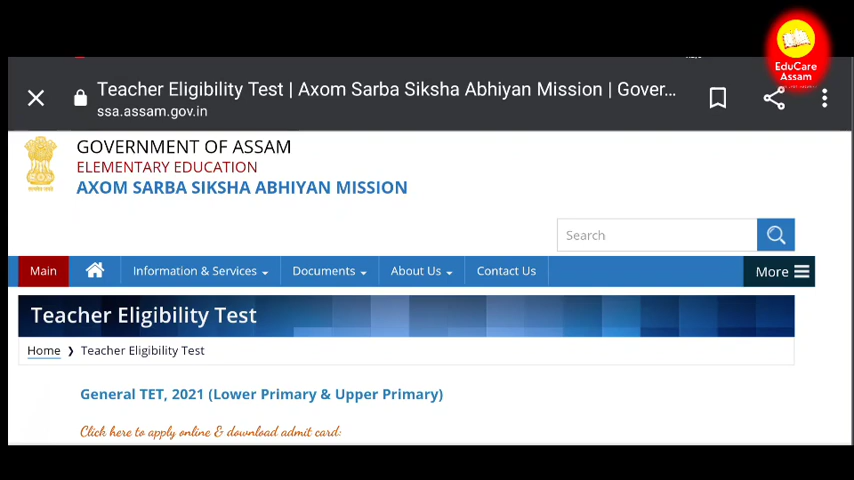 EduCare
Assam
Teacher Eligibility Test | Axom Sarba Siksha Abhiyan Mission | Gover...
ssa.assam.gov.in
GOVERNMENT OF ASSAM
ELEMENTARY EDUCATION
AXOM SARBA SIKSHA ABHIYAN MISSION
Search
Main Information & Services Documents About Us Contact Us More
Teacher Eligibility Test
Home ❯ Teacher Eligibility Test
General TET, 2021 (Lower Primary & Upper Primary)
Click here to apply online & download admit card: